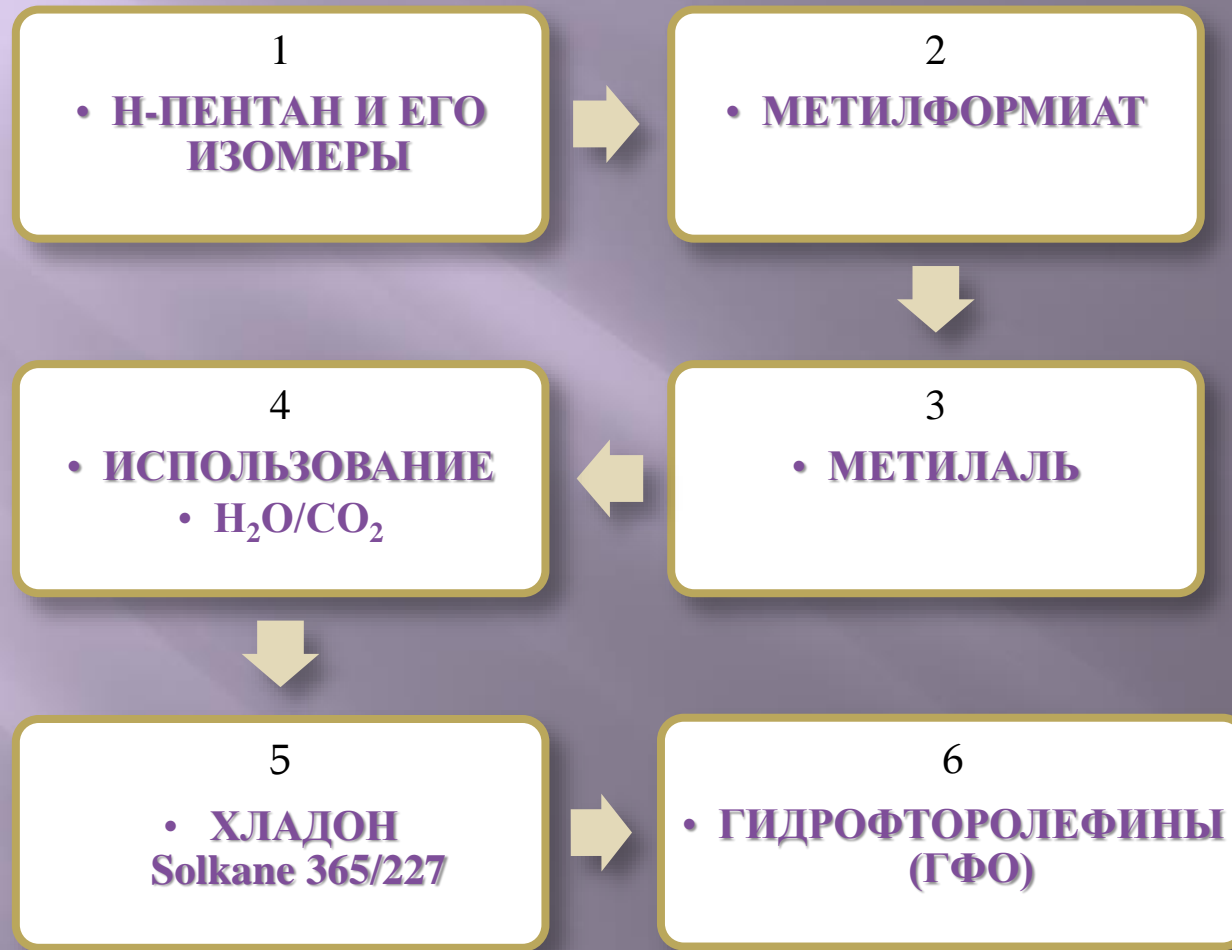 1
• Н-ПЕНТАН И ЕГО
ИЗОМЕРЫ
2
• МЕТИЛФОРМИАТ
3
• МЕТИЛАЛЬ
4
• ИСПОЛЬЗОВАНИЕ
• H₂O/CO₂
5
• ХЛАДОН
Solkane 365/227
6
• ГИДРОФТОРОЛЕФИНЫ
(ГФО)